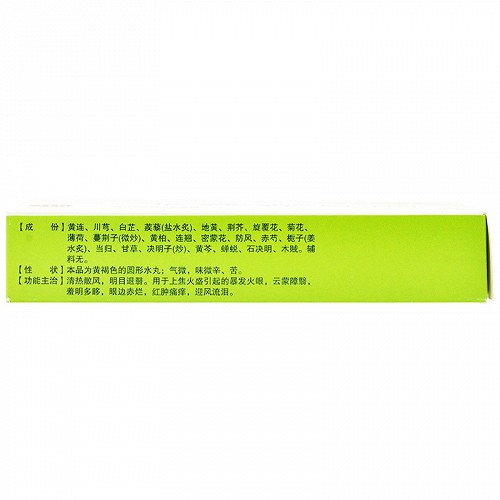 【成 份】黄连、川芎、白芷、蒺藜(盐水炙)、地黄、荆芥、旋覆花、菊花、
薄荷、蔓荆子(微炒)、黄柏、连翘、密蒙花、防风、赤芍、栀子(姜
水炙)、当归、甘草、决明子(炒)、黄芩、蝉蜕、石决明、木贼。辅
料无。
【性 状】本品为黄褐色的圆形水丸；气微，味微辛、苦。
【功能主治】清热散风，明目退翳。用于上焦火盛引起的暴发火眼，云蒙障翳，
羞明多眵，眼边赤烂，红肿痛痒，迎风流泪。